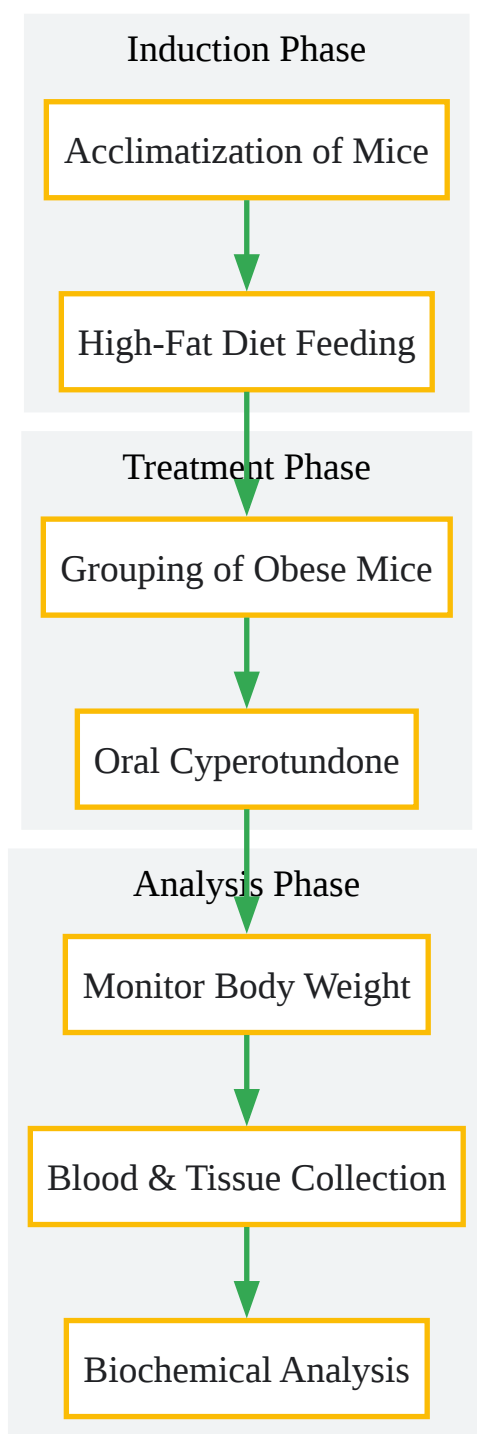 Induction Phase
Acclimatization of Mice
High-Fat Diet Feeding
Treatment Phase
Grouping of Obese Mice
Oral Cyperotundone
Analysis Phase
Monitor Body Weight
Blood & Tissue Collection
Biochemical Analysis